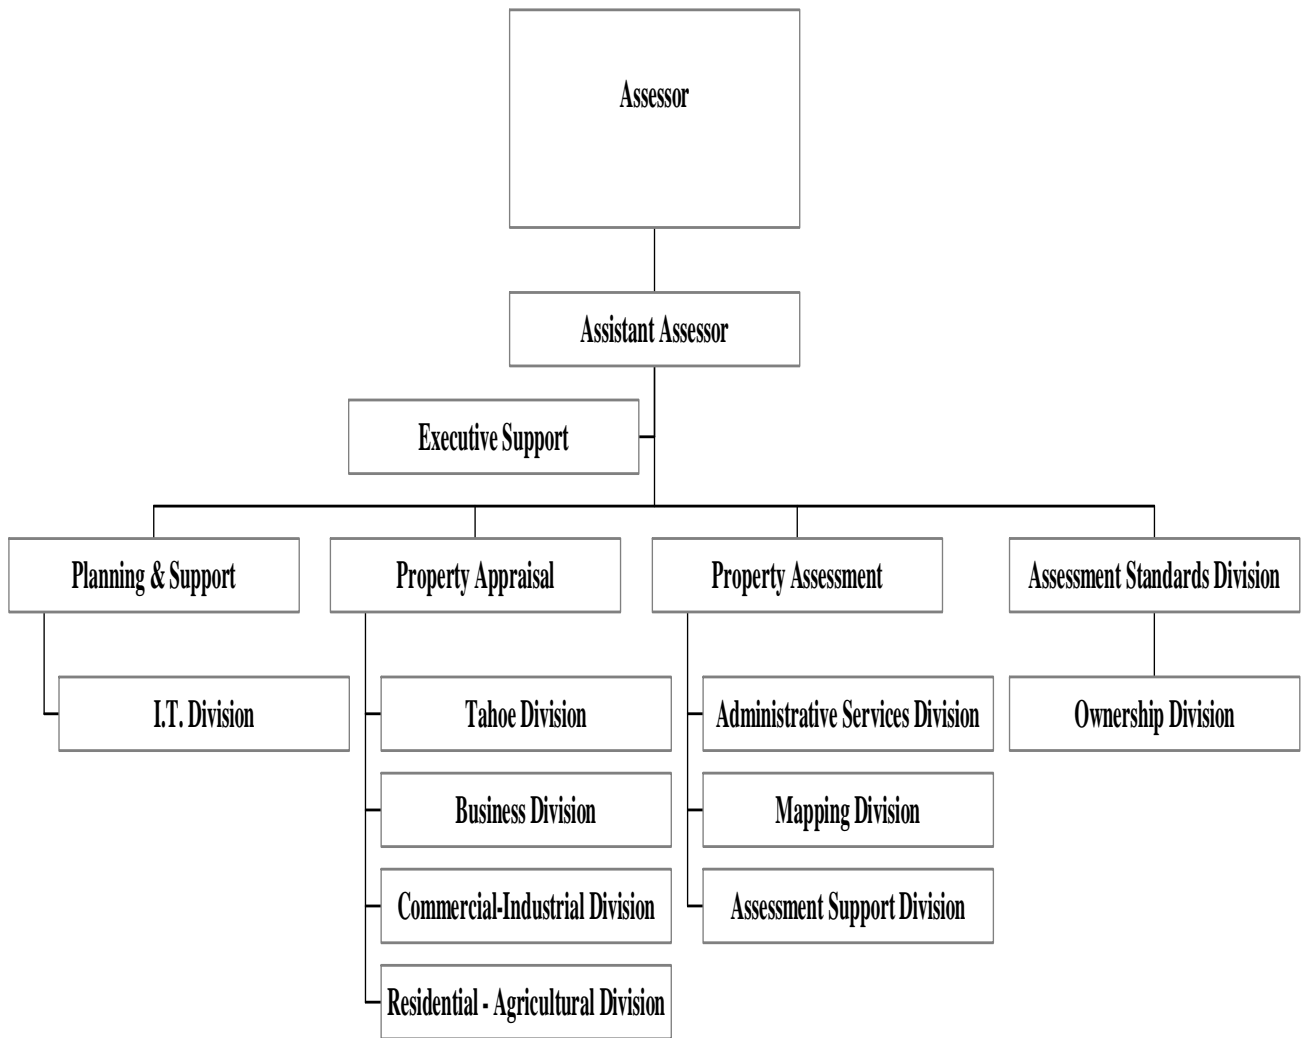 Assessor
Assistant Assessor
Executive Support
Planning & Support
Property Appraisal
Property Assessment
Assessment Standards Division
I.T. Division
Tahoe Division
Administrative Services Division
Ownership Division
Business Division
Mapping Division
Commercial-Industrial Division
Assessment Support Division
Residential - Agricultural Division